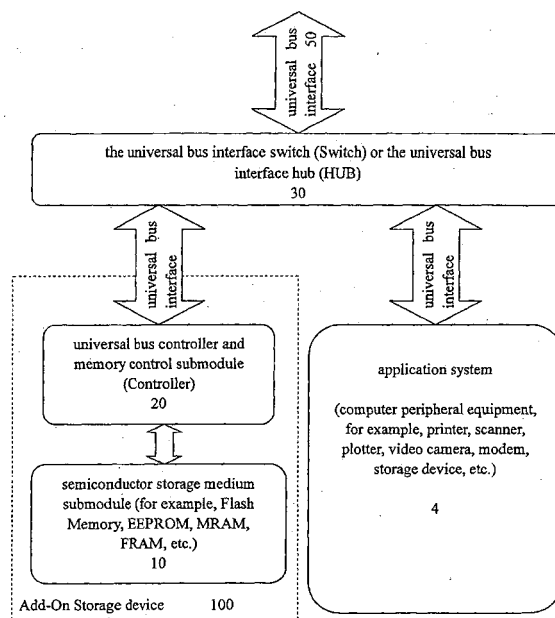 universal bus
interface 50
the universal bus interface switch (Switch) or the universal bus
interface hub (HUB)
30
universal bus
interface
universal bus
interface
universal bus controller and
memory control submodule
(Controller)
20
semiconductor storage medium
submodule (for example, Flash
Memory, EEPROM, MRAM,
FRAM, etc.)
10
Add-On Storage device 100
application system
(computer peripheral equipment,
for example, printer, scanner,
plotter, video camera, modem,
storage device, etc.)
4